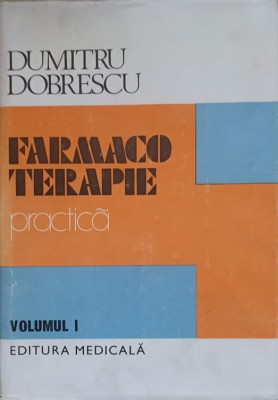 DUMITRU
DOBRESCU
FARMACO
TERAPIE
practică
VOLUMUL I
EDITURA MEDICALĂ